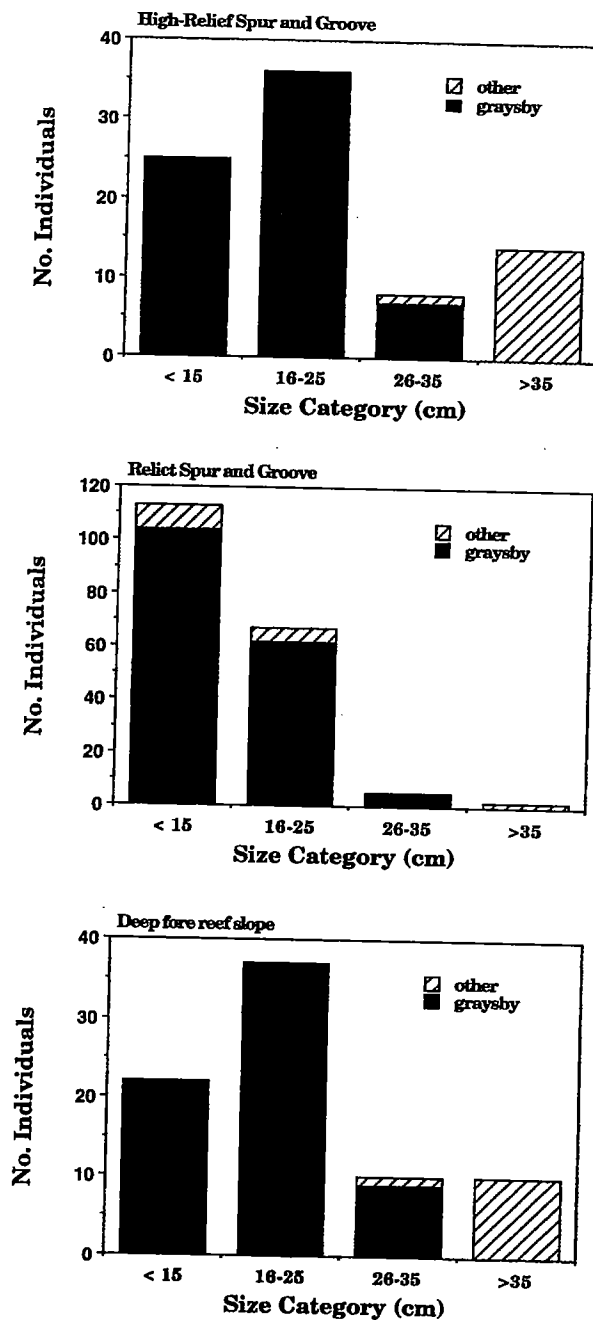 High-Relief Spur and Groove
40
30
20
10
0
No. Individuals
other
graysby
< 15
16-25
26-35
>35
Size Category (cm)
Relict Spur and Groove
120
100
80
60
40
20
0
No. Individuals
other
graysby
< 15
16-25
26-35
>35
Size Category (cm)
Deep fore reef slope
40
30
20
10
0
No. Individuals
other
graysby
< 15
16-25
26-35
>35
Size Category (cm)